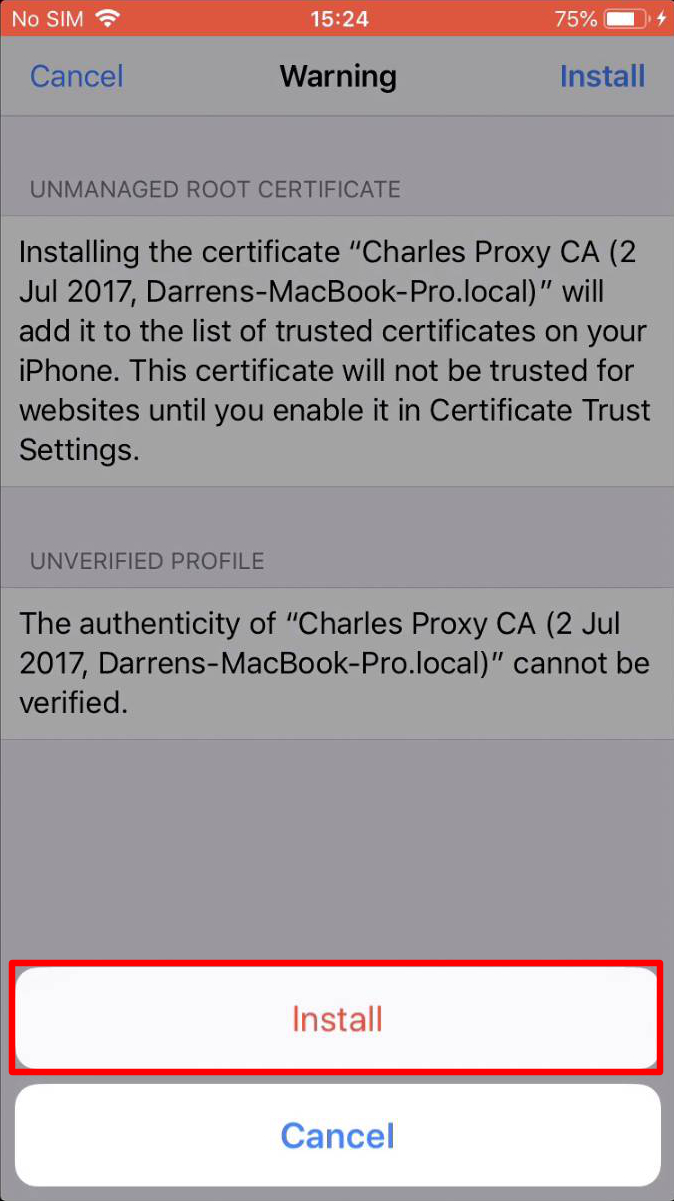 No SIM 15:24 75%
Cancel Warning Install
UNMANAGED ROOT CERTIFICATE
Installing the certificate “Charles Proxy CA (2
Jul 2017, Darrens-MacBook-Pro.local)” will
add it to the list of trusted certificates on your
iPhone. This certificate will not be trusted for
websites until you enable it in Certificate Trust
Settings.
UNVERIFIED PROFILE
The authenticity of “Charles Proxy CA (2 Jul
2017, Darrens-MacBook-Pro.local)” cannot be
verified.
Install
Cancel